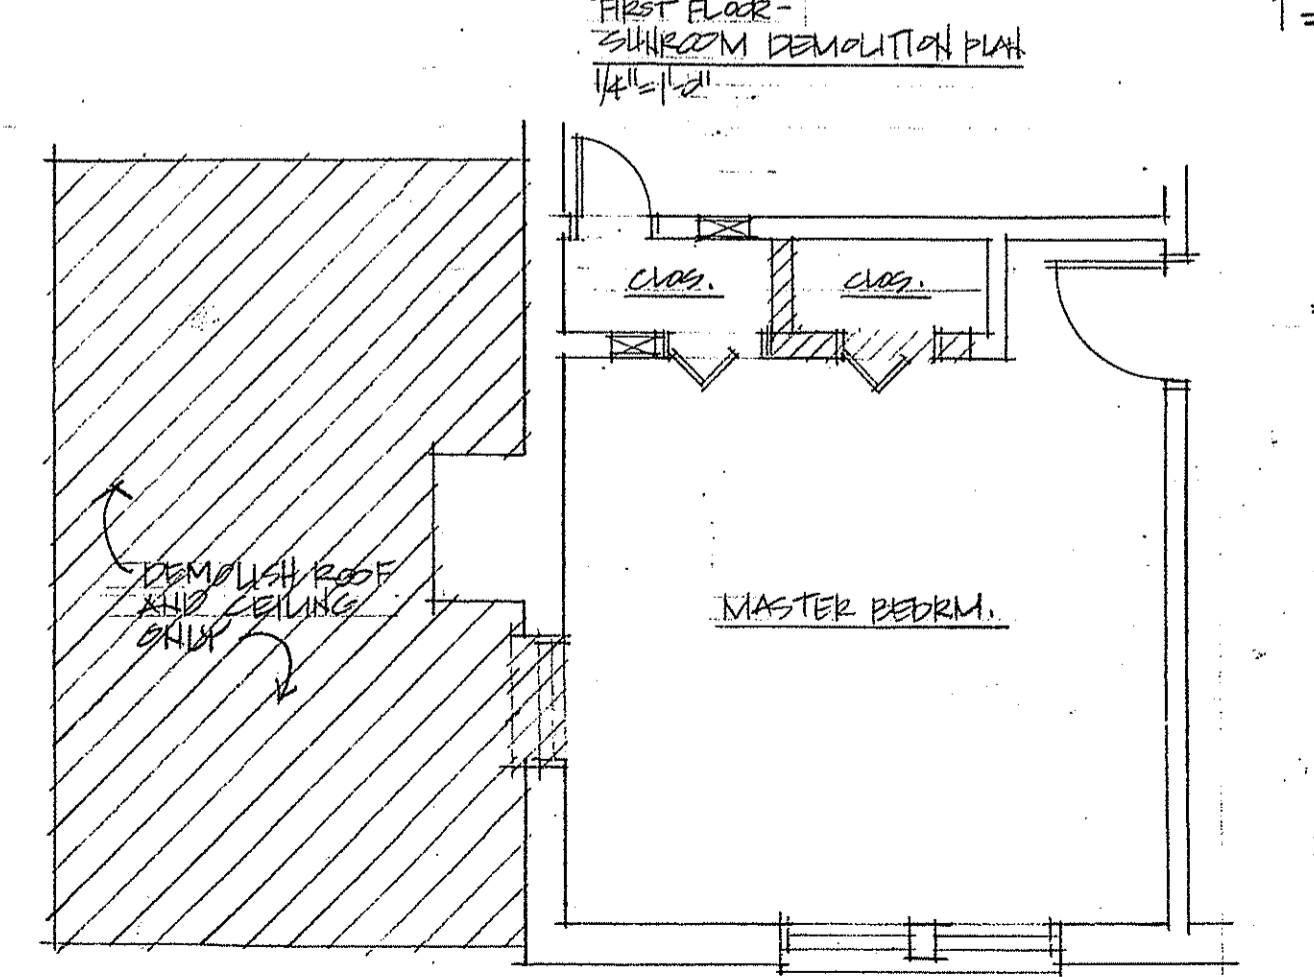 FIRST FLOOR-
SUNROOM DEMOLITION PLAN
1/4"=1'-0"
CLOS.
CLOS.
DEMOLISH ROOF
AND CEILING
ONLY
MASTER BEDRM.